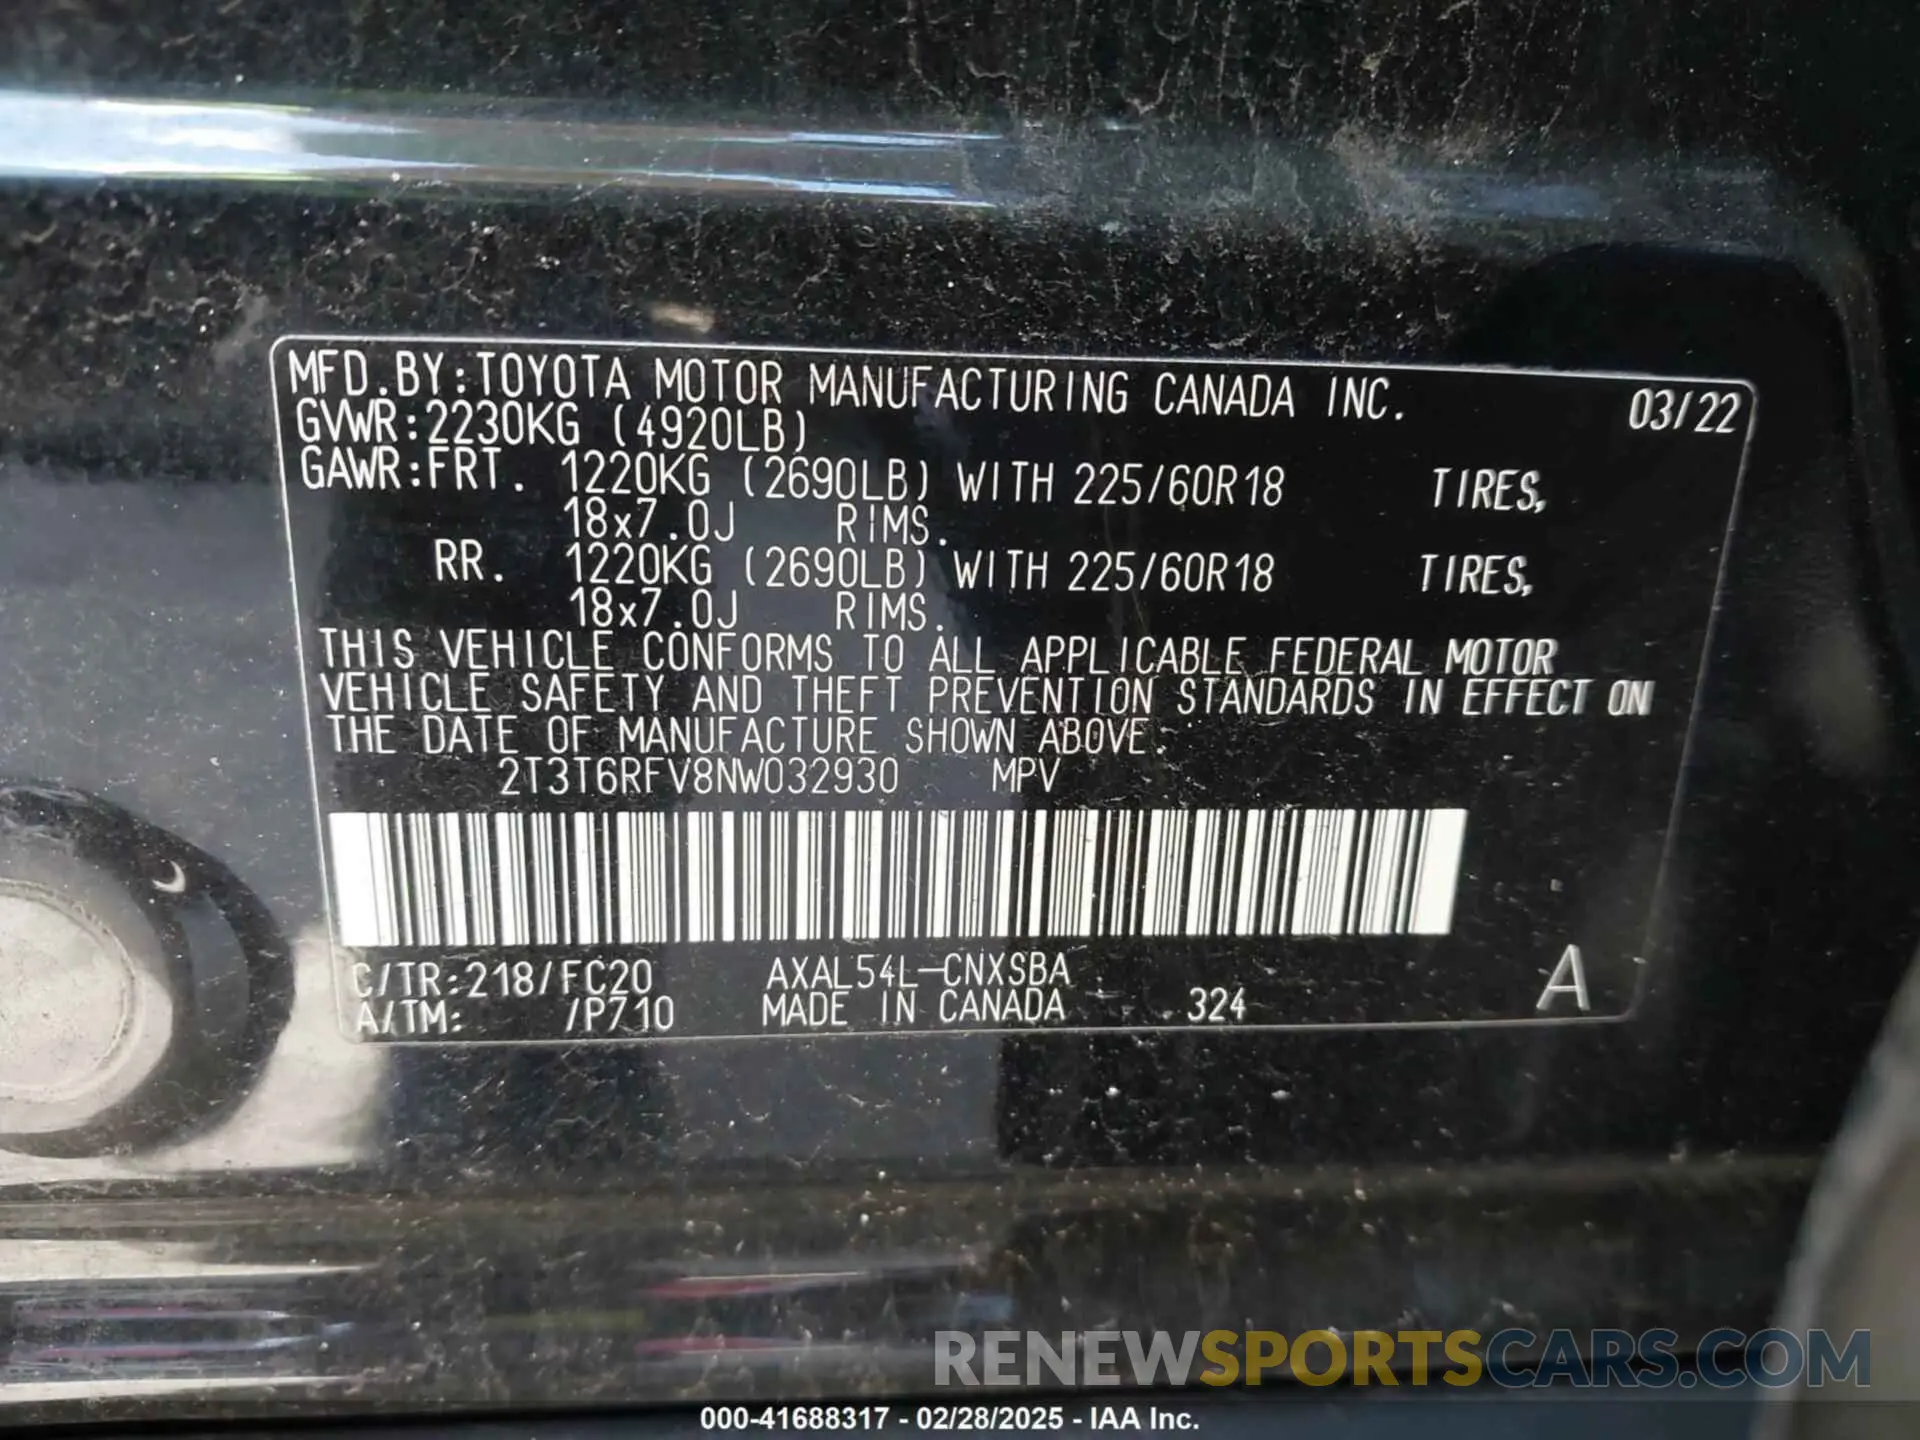 MFD.BY:TOYOTA MOTOR MANUFACTURING CANADA INC. 03/22
GVWR:2230KG (4920LB)
GAWR:FRT. 1220KG (2690LB) WITH 225/60R18 TIRES,
18x7.0J RIMS.
RR. 1220KG (2690LB) WITH 225/60R18 TIRES,
18x7.0J RIMS.
THIS VEHICLE CONFORMS TO ALL APPLICABLE FEDERAL MOTOR
VEHICLE SAFETY AND THEFT PREVENTION STANDARDS IN EFFECT ON
THE DATE OF MANUFACTURE SHOWN ABOVE.
2T3T6RFV8NW032930 MPV
C/TR:218/FC20 AXAL54L-CNXSBA
A/TM: /P710 MADE IN CANADA 324 A
RENEWSPORTSCARS.COM
000-41688317 - 02/28/2025 - IAA Inc.